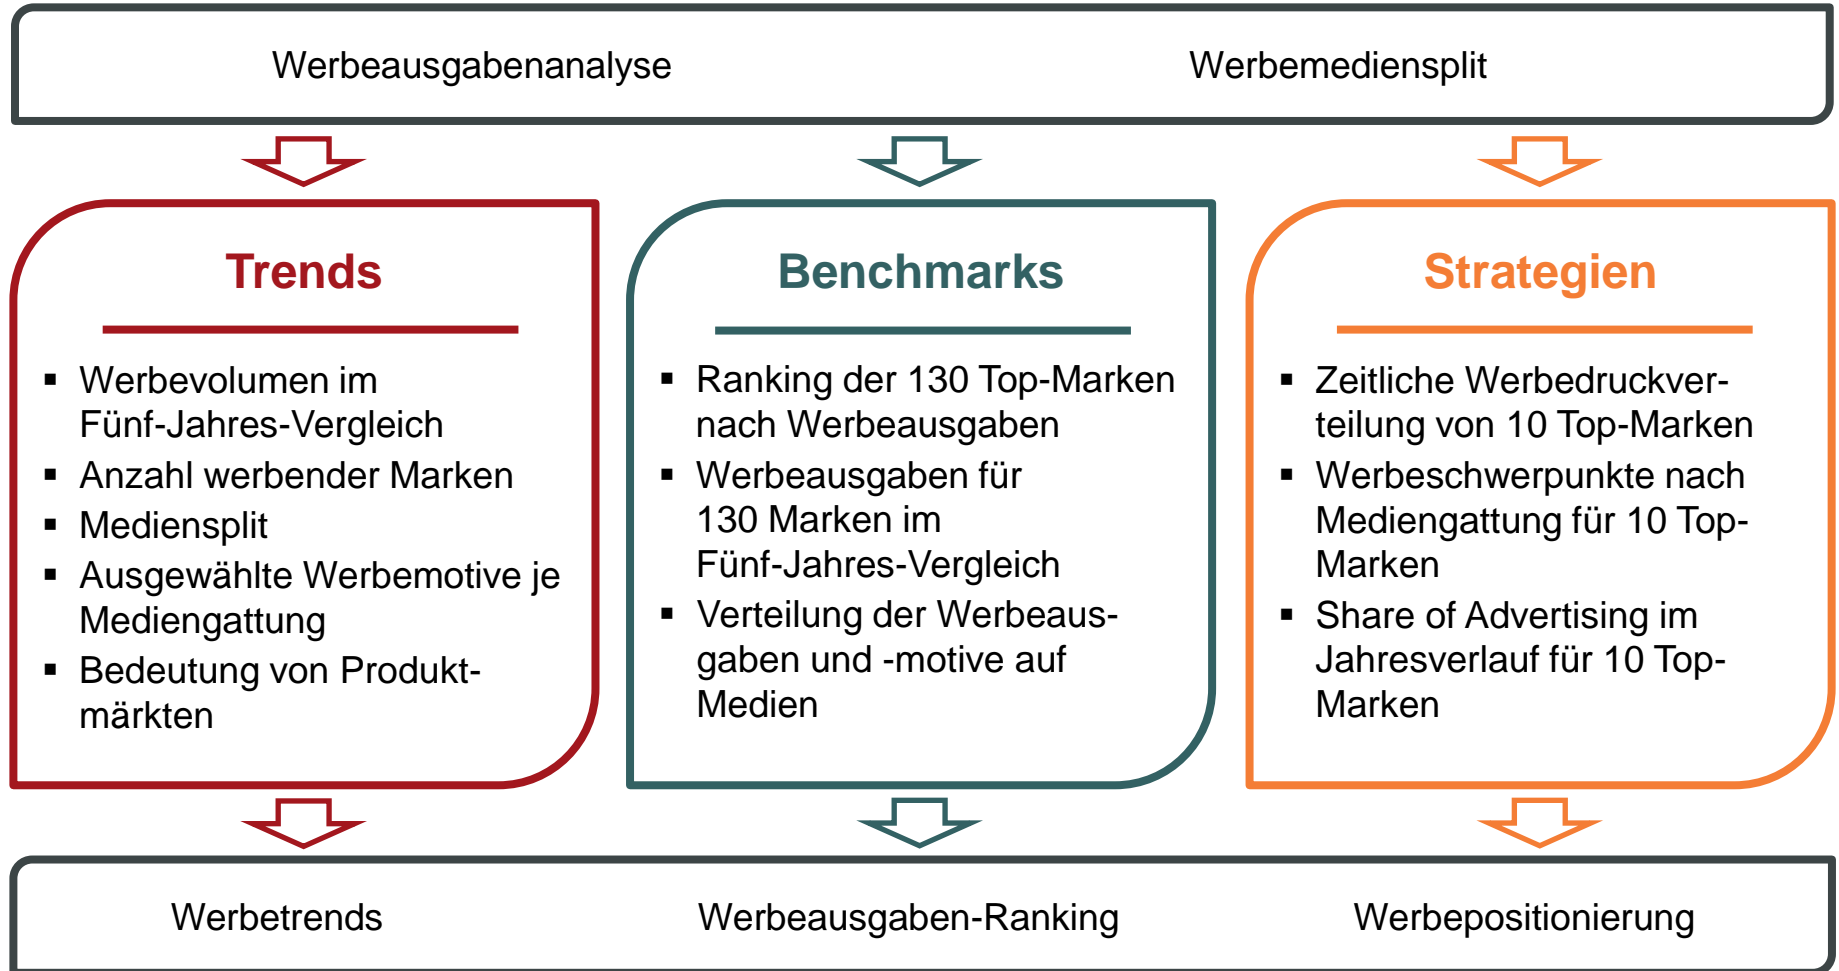 Werbeausgabenanalyse Werbemediensplit
Trends
▪ Werbevolumen im
Fünf-Jahres-Vergleich
▪ Anzahl werbender Marken
▪ Mediensplit
▪ Ausgewählte Werbemotive je
Mediengattung
▪ Bedeutung von Produkt-
märkten
Benchmarks
▪ Ranking der 130 Top-Marken
nach Werbeausgaben
▪ Werbeausgaben für
130 Marken im
Fünf-Jahres-Vergleich
▪ Verteilung der Werbeaus-
gaben und -motive auf
Medien
Strategien
▪ Zeitliche Werbedruckver-
teilung von 10 Top-Marken
▪ Werbeschwerpunkte nach
Mediengattung für 10 Top-
Marken
▪ Share of Advertising im
Jahresverlauf für 10 Top-
Marken
Werbetrends Werbeausgaben-Ranking Werbepositionierung